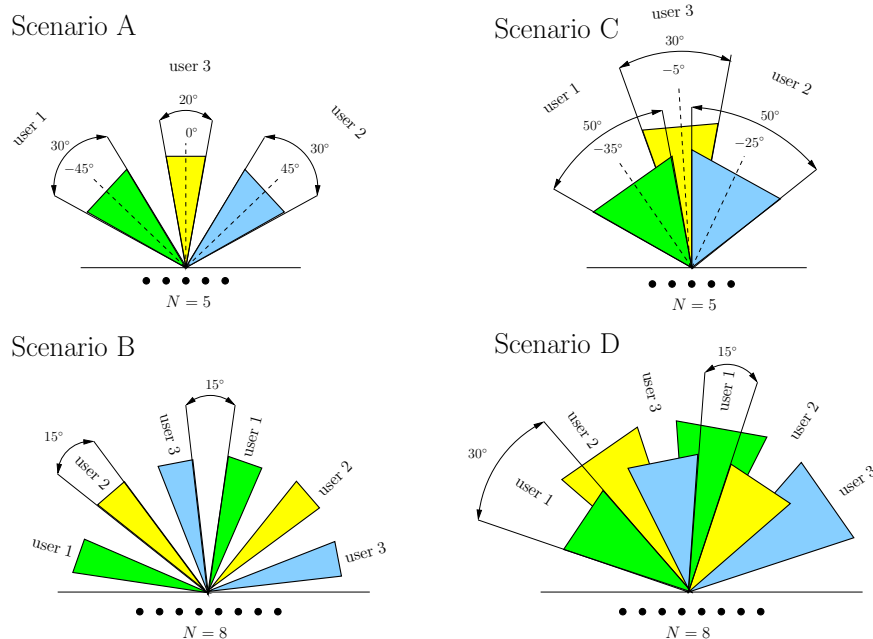 Scenario A
user 3
20°
0°
user 1
30°
−45°
user 2
30°
45°
N = 5
Scenario C
user 3
30°
−5°
user 1
50°
−35°
user 2
50°
−25°
N = 5
Scenario B
15°
15°
user 1
user 2
user 3
user 1
user 2
user 3
N = 8
Scenario D
15°
30°
user 1
user 2
user 3
user 1
user 2
user 3
N = 8